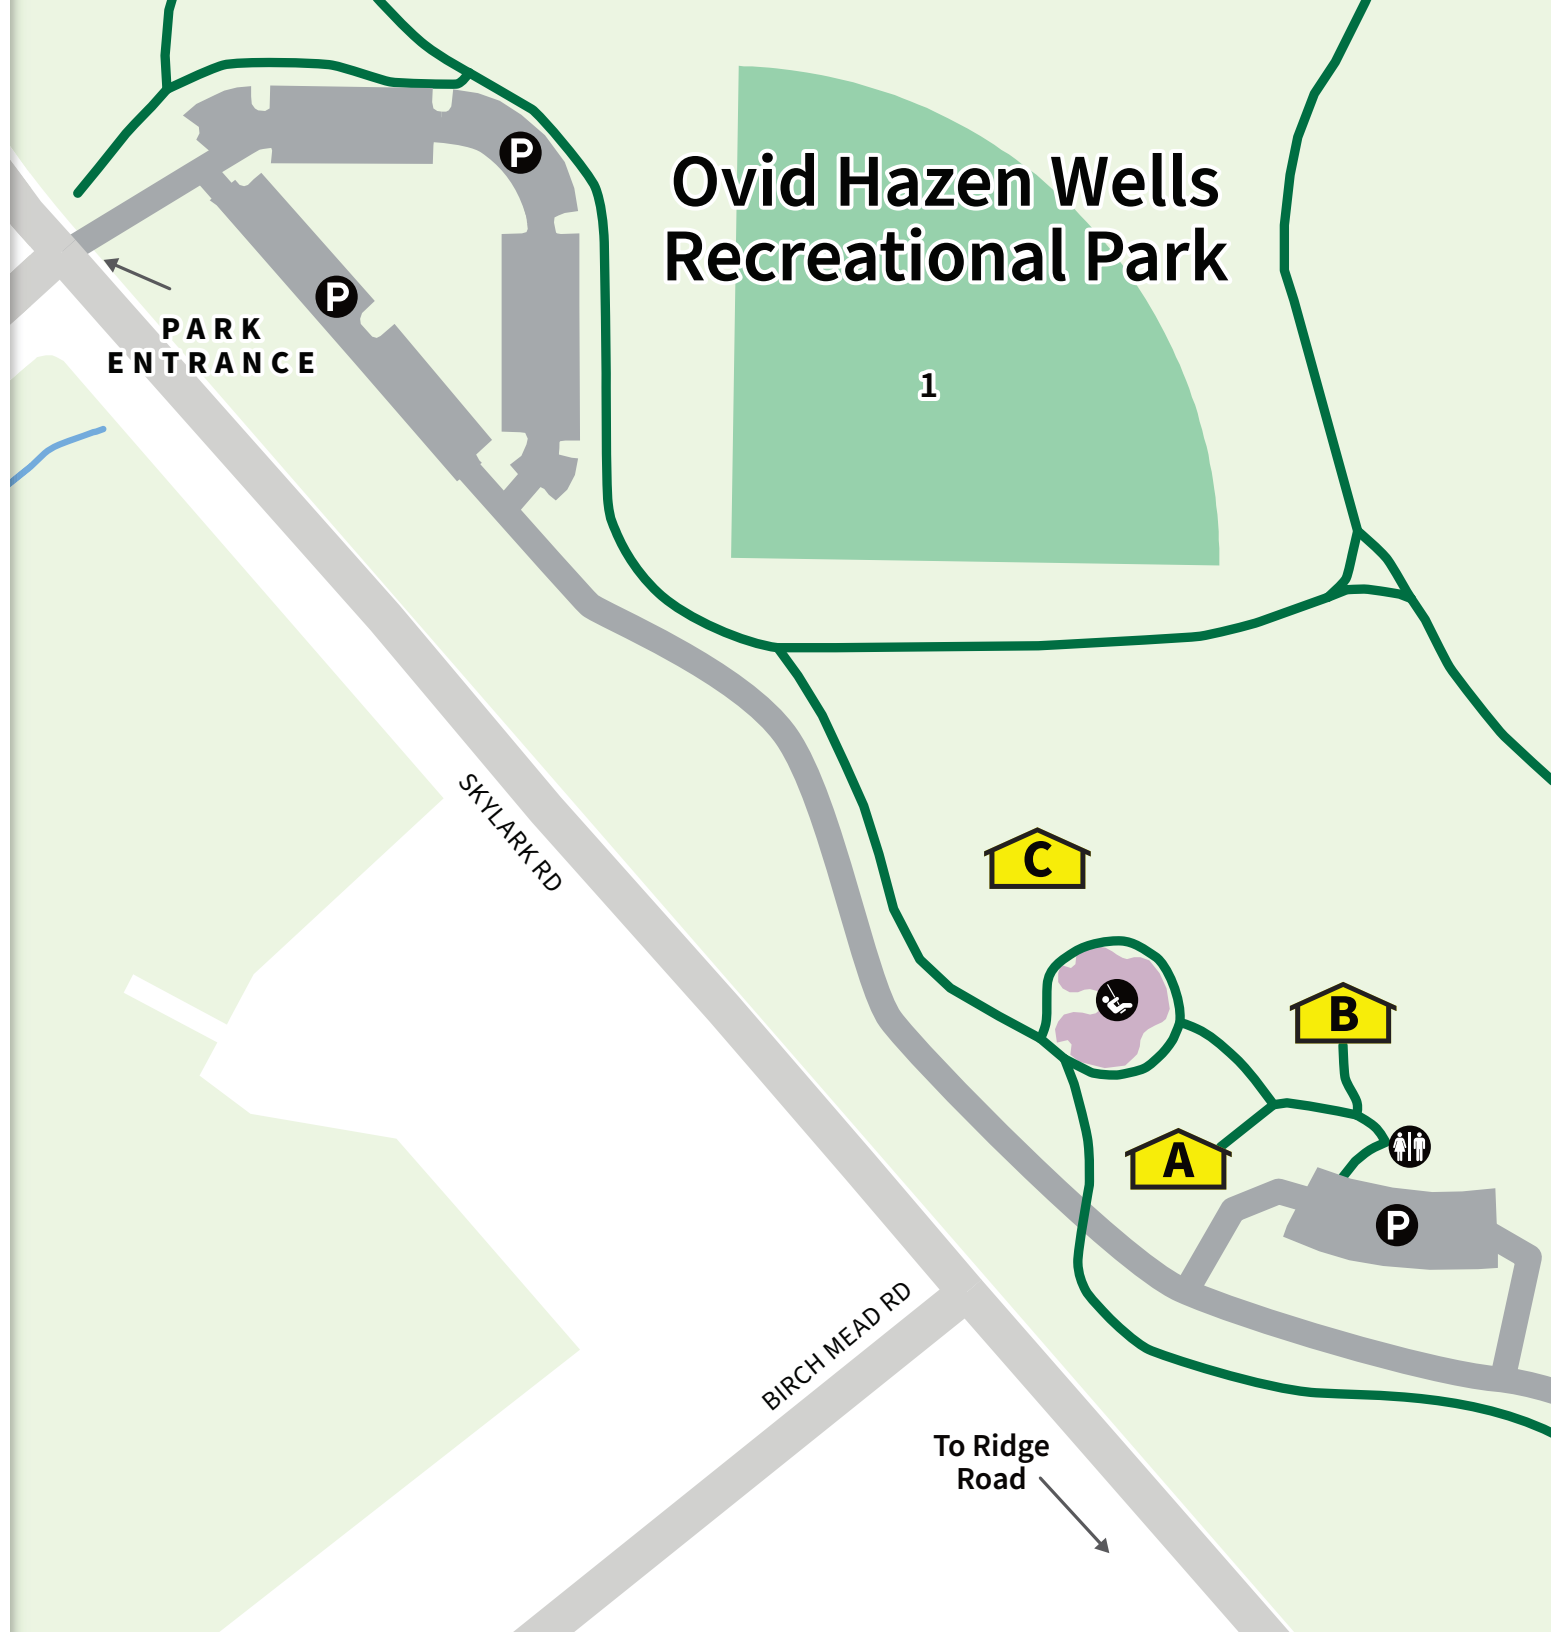 Ovid Hazen Wells
Recreational Park
P
P
PARK
ENTRANCE
1
SKYLARK RD
C
B
A
P
BIRCH MEAD RD
To Ridge
Road